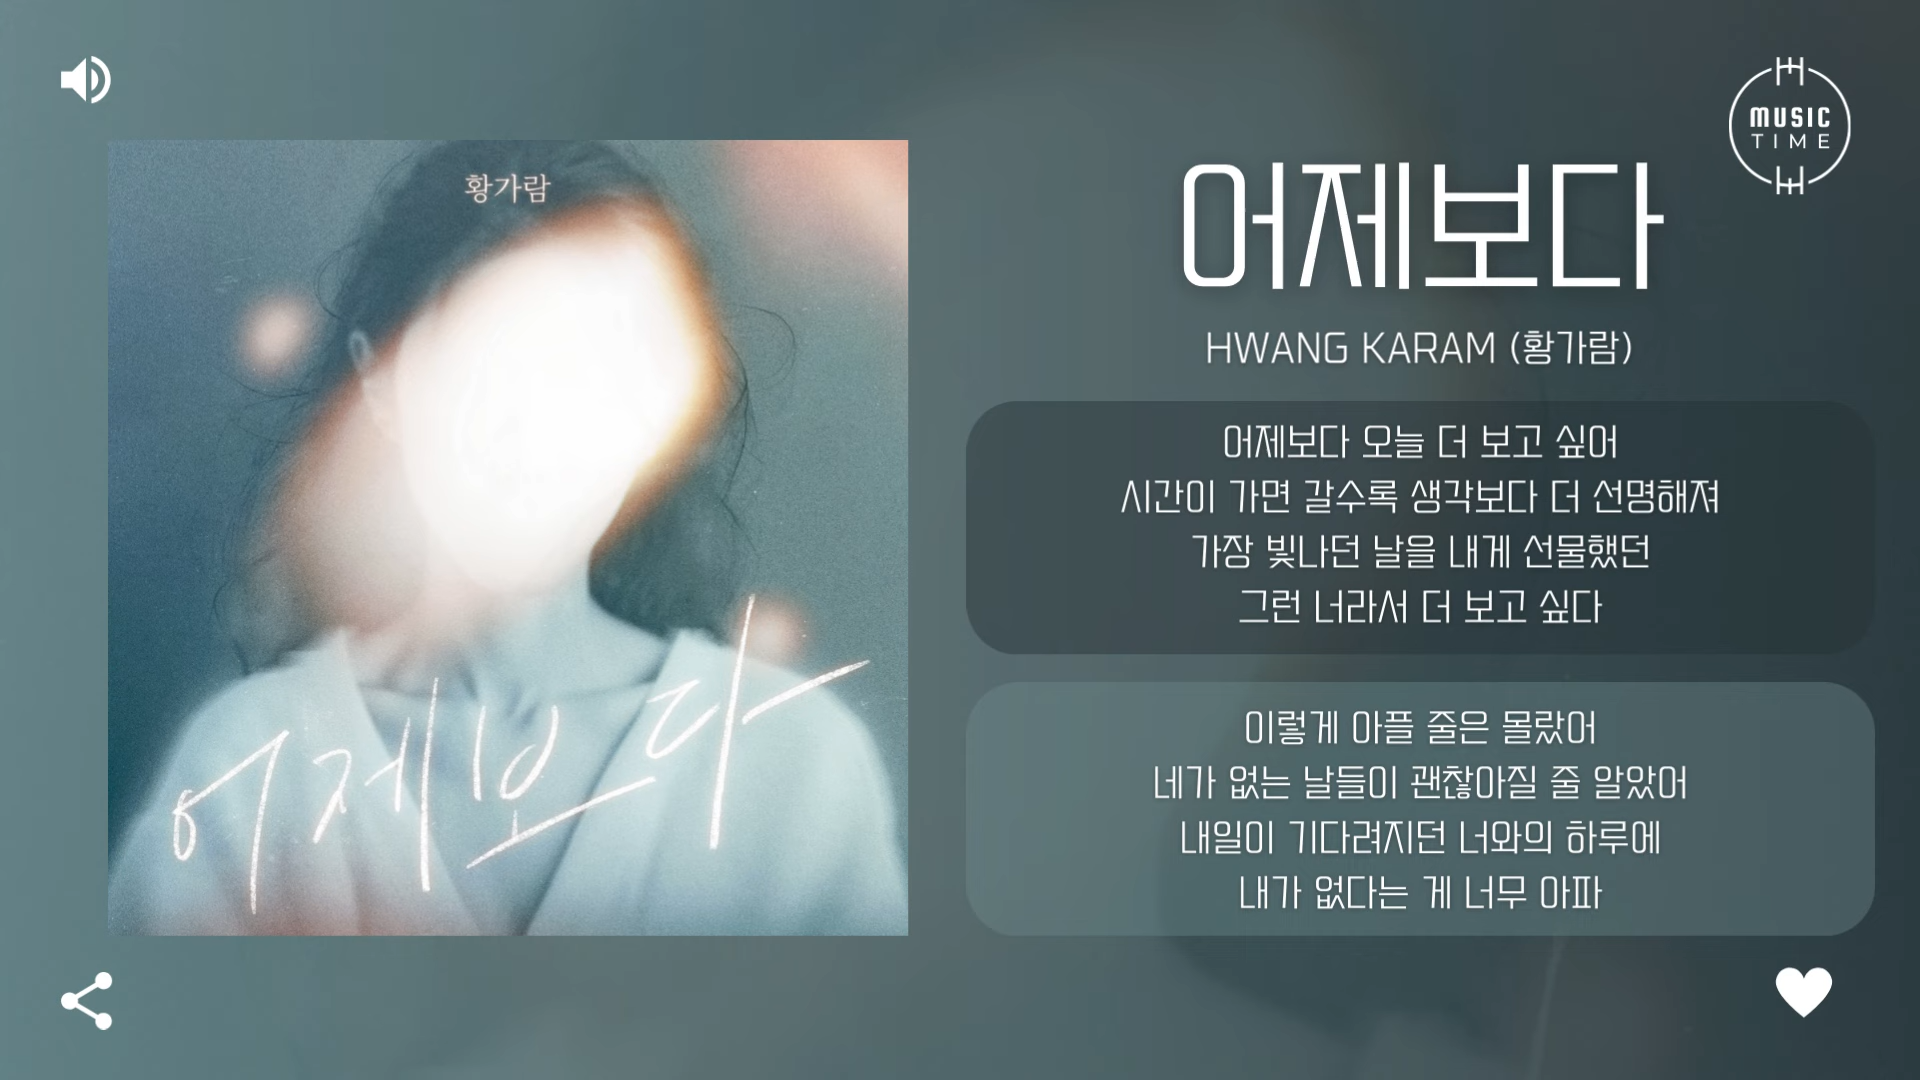 황가람
어제보다
MUSIC
TIME
어제보다
HWANG KARAM (황가람)
어제보다 오늘 더 보고 싶어
시간이 가면 갈수록 생각보다 더 선명해져
가장 빛나던 날을 내게 선물했던
그런 너라서 더 보고 싶다
이렇게 아플 줄은 몰랐어
네가 없는 날들이 괜찮아질 줄 알았어
내일이 기다려지던 너와의 하루에
내가 없다는 게 너무 아파